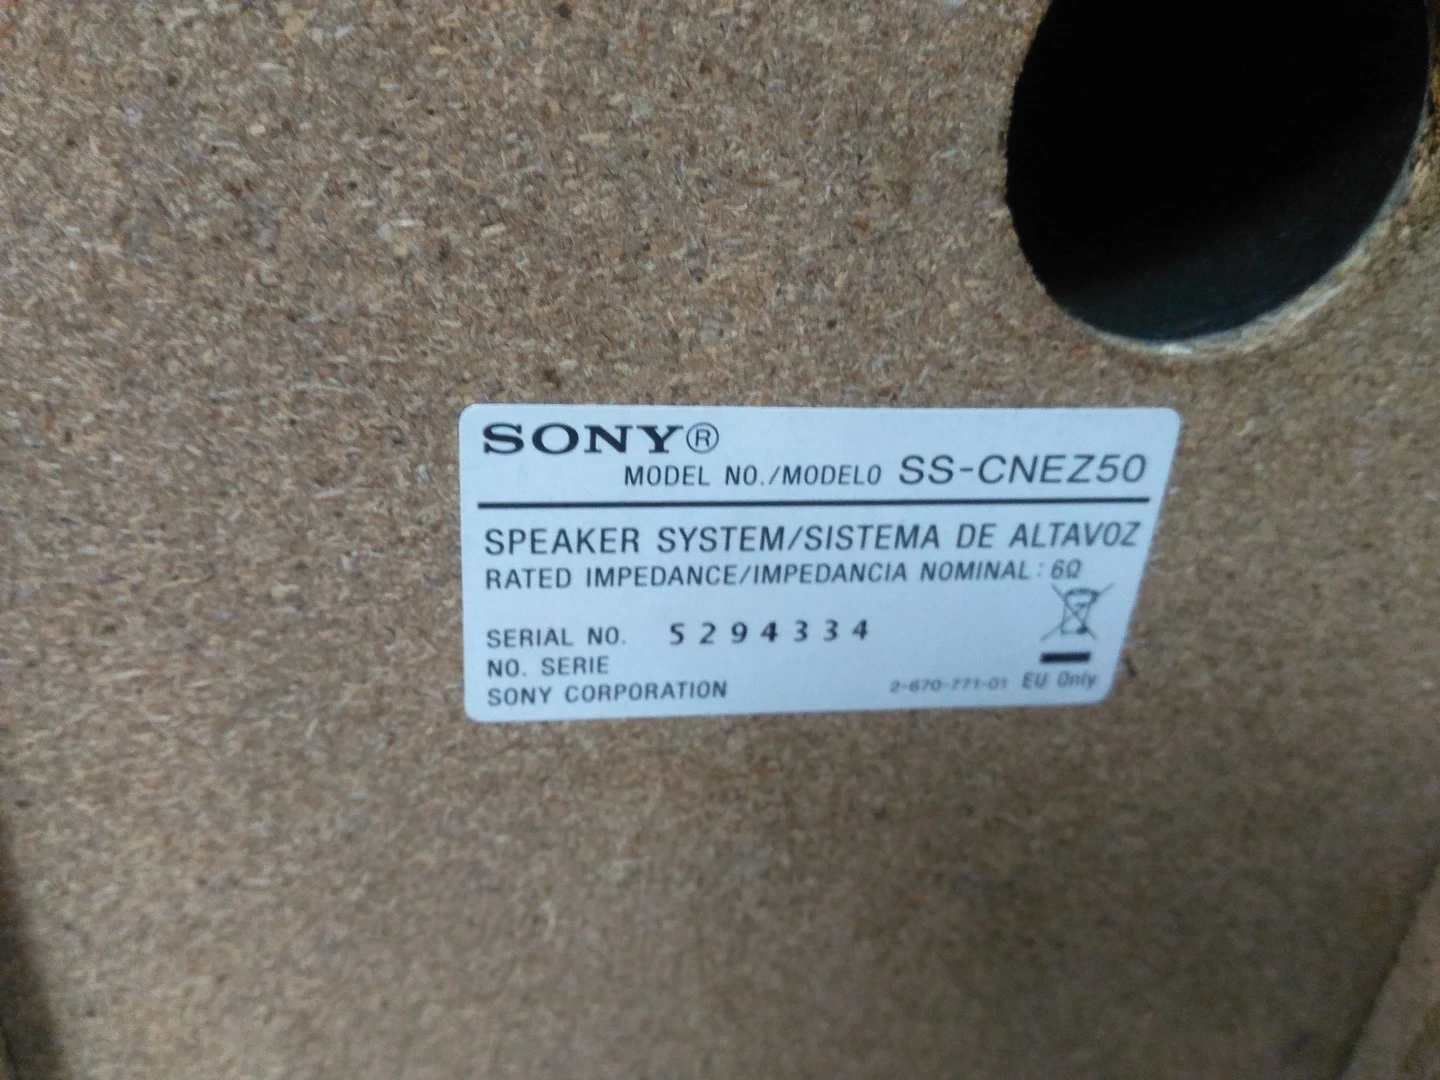 SONY®
MODEL NO./MODELO SS-CNEZ50
SPEAKER SYSTEM/SISTEMA DE ALTAVOZ
RATED IMPEDANCE/IMPEDANCIA NOMINAL : 6Ω
SERIAL NO. 5294334
NO. SERIE
SONY CORPORATION 2-670-771-01 EU Only